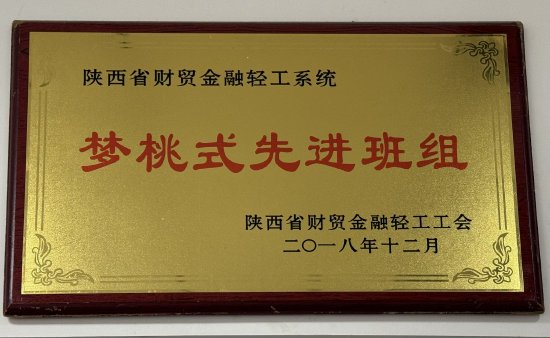 陕西省财贸金融轻工系统
梦桃式先进班组
陕西省财贸金融轻工工会
二〇一八年十二月